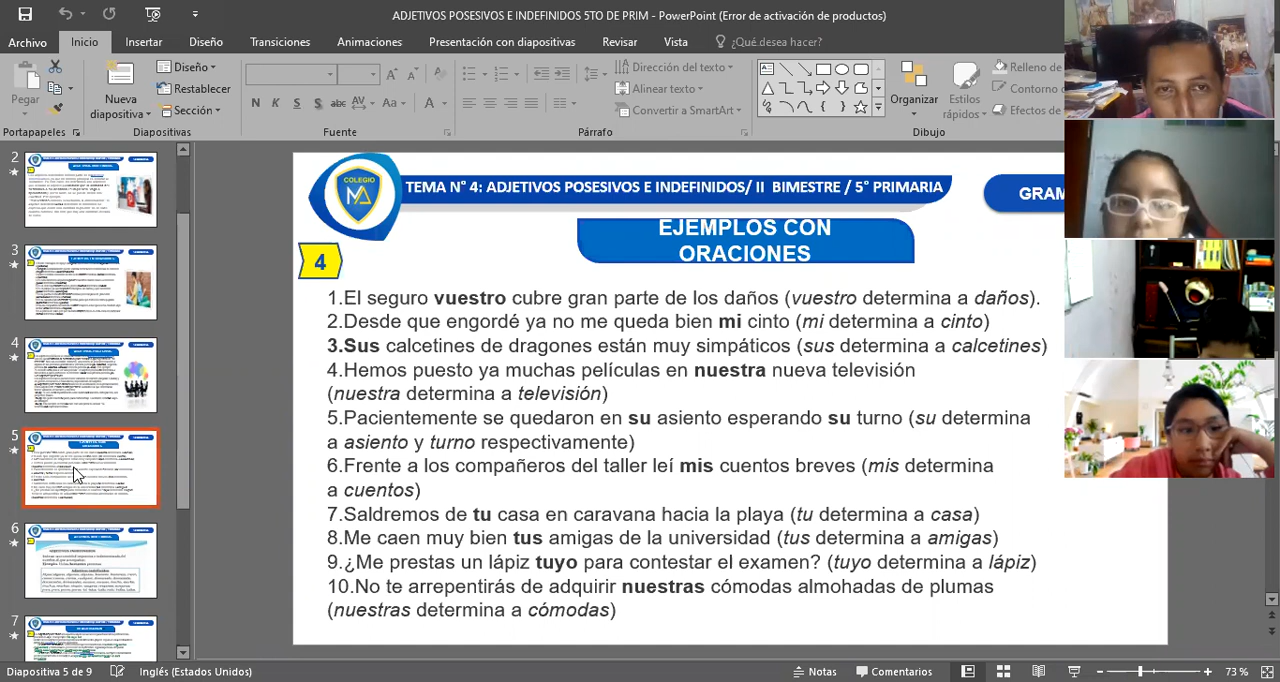 ADJETIVOS POSESIVOS E INDEFINIDOS 5TO DE PRIM - PowerPoint (Error de activación de productos)
Archivo Inicio Insertar Diseño Transiciones Animaciones Presentación con diapositivas Revisar Vista ¿Qué desea hacer?
Pegar
Nueva diapositiva
Diseño
Restablecer
Sección
N K S S abc AV Aa A
Dirección del texto
Alinear texto
Convertir a SmartArt
Organizar
Estilos rápidos
Relleno de
Contorno
Efectos de
Portapapeles Diapositivas Fuente Párrafo Dibujo
2
3
4
5
6
7
COLEGIO
TEMA N° 4: ADJETIVOS POSESIVOS E INDEFINIDOS/ II BIMESTRE / 5° PRIMARIA
GRAM
EJEMPLOS CON
ORACIONES
4
1.El seguro vuestro cubre gran parte de los daños (vuestro determina a daños).
2.Desde que engordé ya no me queda bien mi cinto (mi determina a cinto)
3.Sus calcetines de dragones están muy simpáticos (sus determina a calcetines)
4.Hemos puesto ver muchas películas en nuestra nueva televisión
(nuestra determina a televisión)
5.Pacientemente se quedaron en su asiento esperando su turno (su determina
a asiento y turno respectivamente)
6.Frente a los compañeros del taller leí mis cuentos breves (mis determina
a cuentos)
7.Saldremos de tu casa en caravana hacia la playa (tu determina a casa)
8.Me caen muy bien tus amigas de la universidad (tus determina a amigas)
9.¿Me prestas un lápiz tuyo para contestar el examen? (tuyo determina a lápiz)
10.No te arrepentirás de adquirir nuestras cómodas almohadas de plumas
(nuestras determina a cómodas)
Diapositiva 5 de 9 Inglés (Estados Unidos) Notas Comentarios 73 %